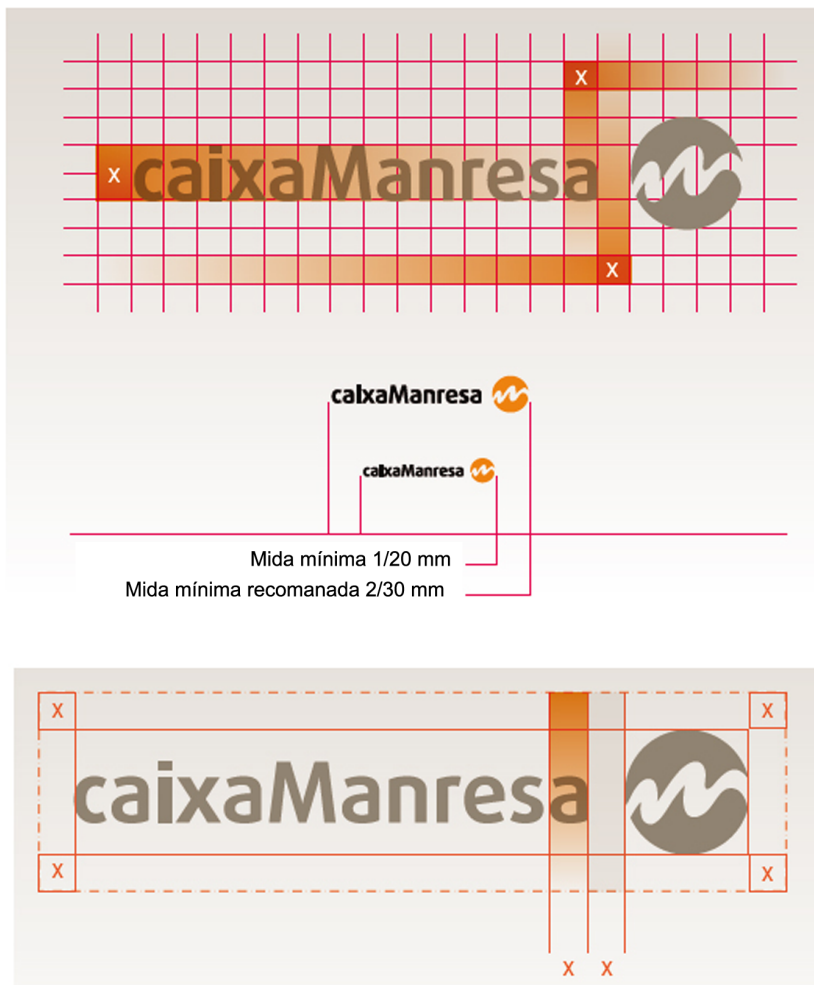 X
X caixaManresa
X
caixaManresa
caixaManresa
Mida mínima 1/20 mm
Mida mínima recomanada 2/30 mm
X X
caixaManresa
X X
X X